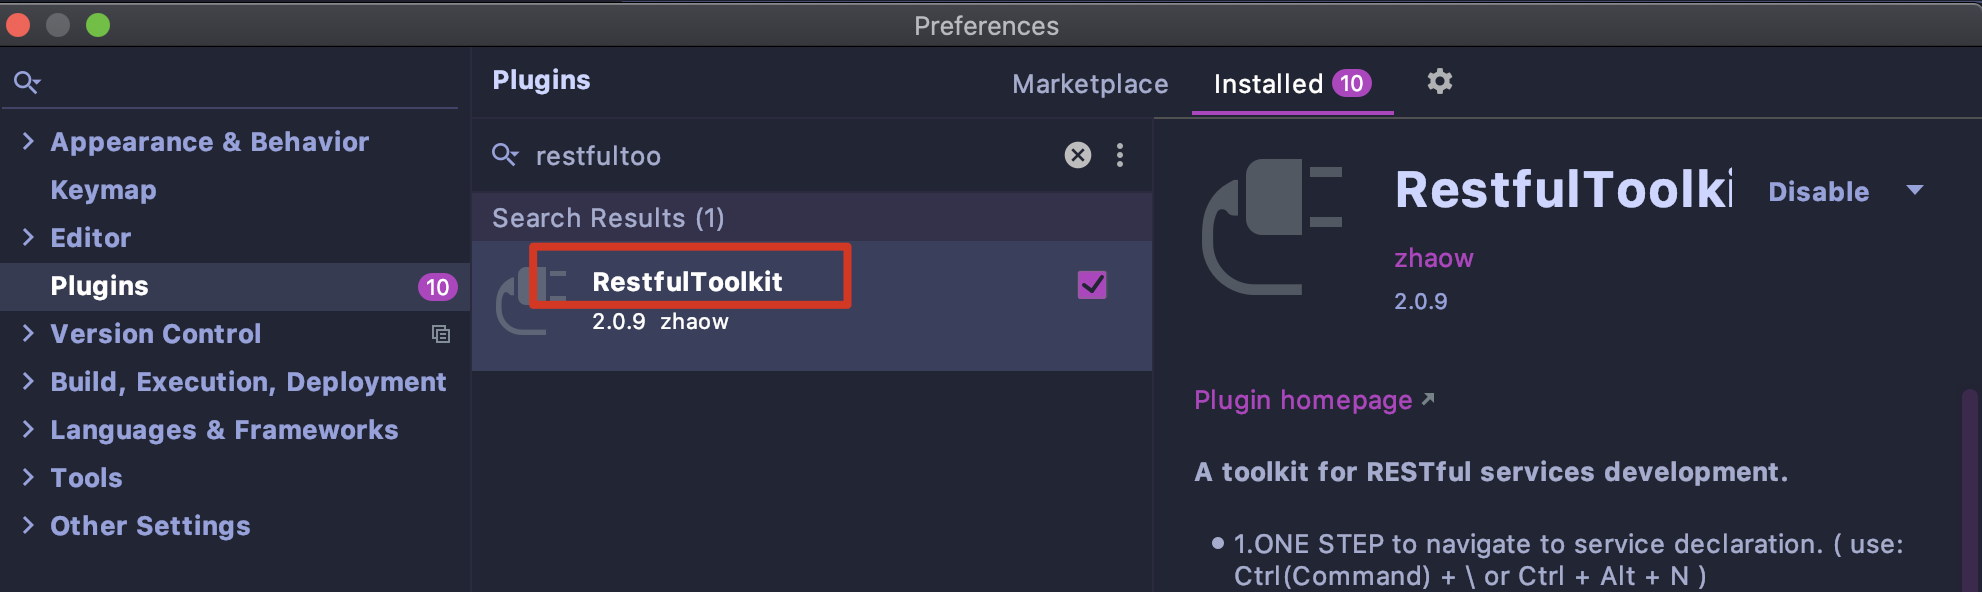 Preferences
Appearance & Behavior
Keymap
Editor
Plugins 10
Version Control
Build, Execution, Deployment
Languages & Frameworks
Tools
Other Settings
Plugins
Marketplace
Installed 10
restfultoo
Search Results (1)
RestfulToolkit
2.0.9 zhaow
RestfulToolki
Disable
zhaow
2.0.9
Plugin homepage
A toolkit for RESTful services development.
1.ONE STEP to navigate to service declaration. ( use:
Ctrl(Command) + \ or Ctrl + Alt + N )